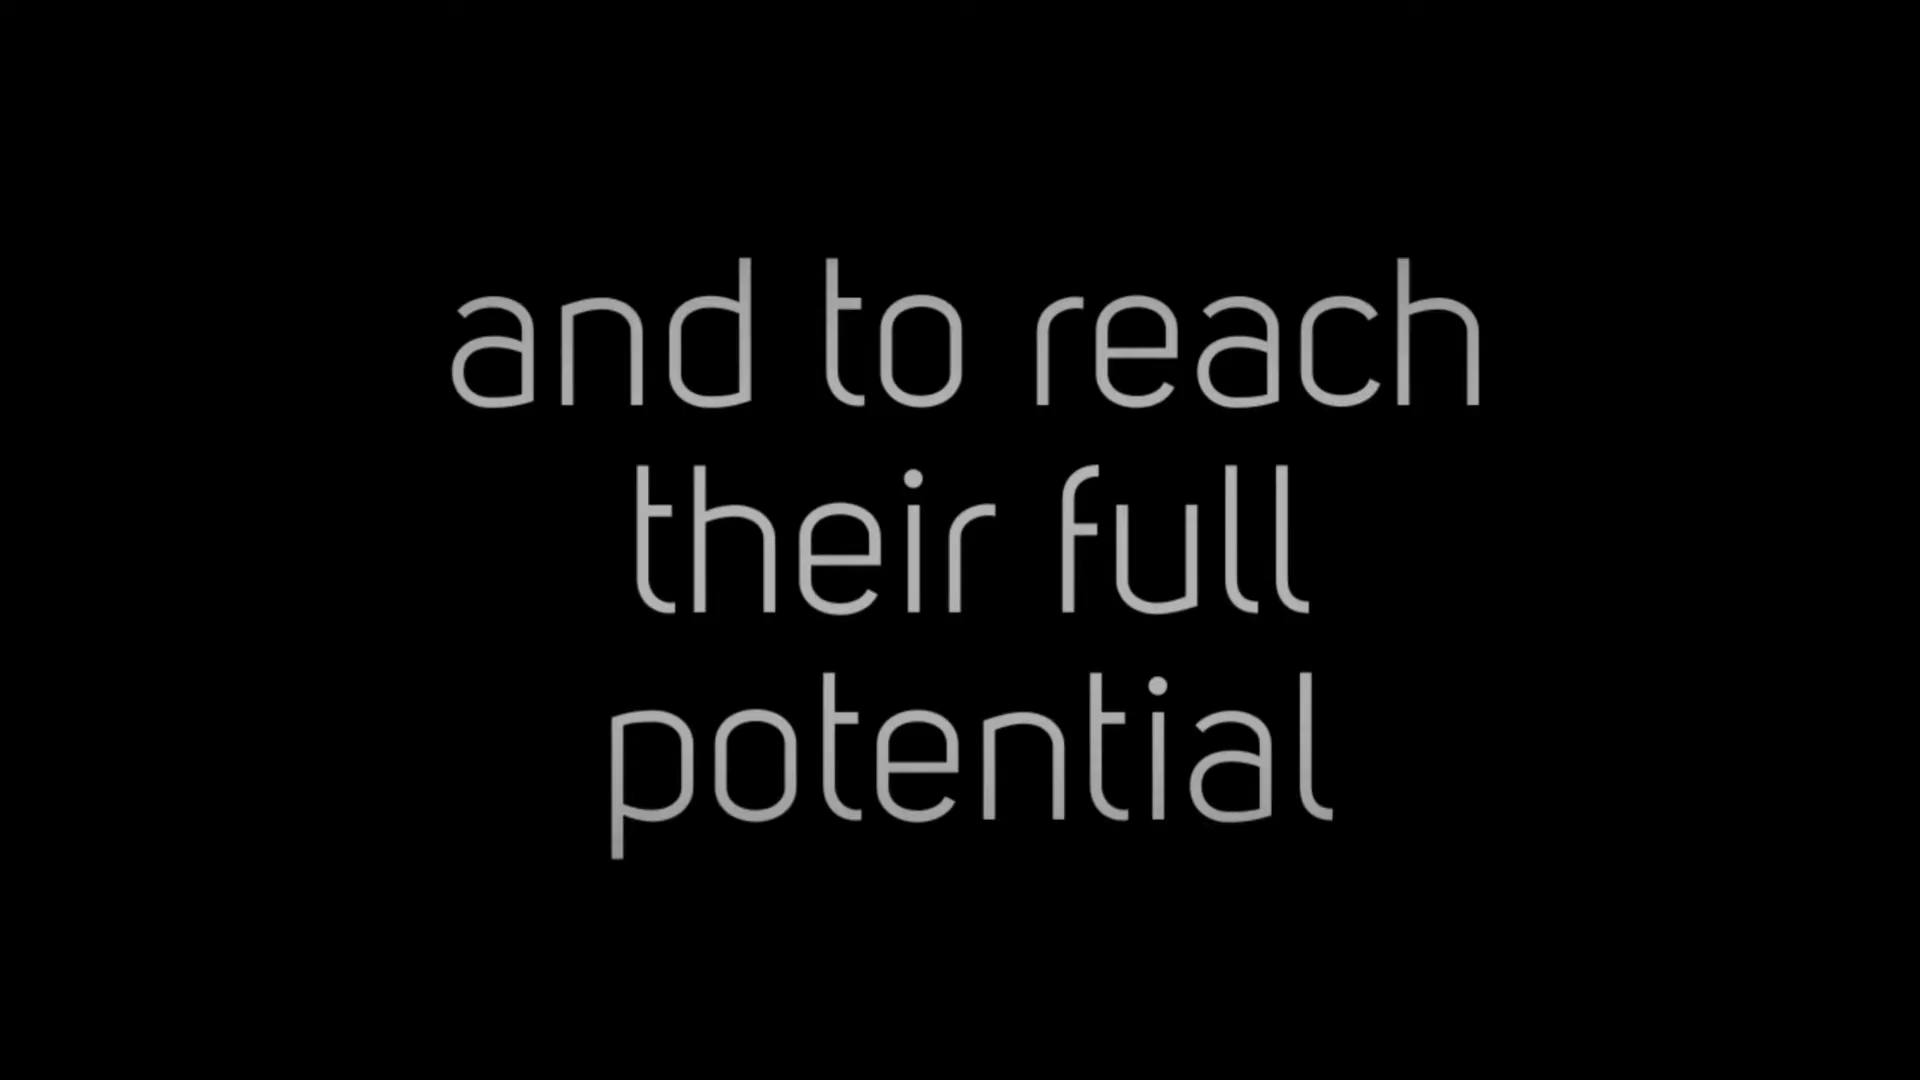 and to reach
their full
potential